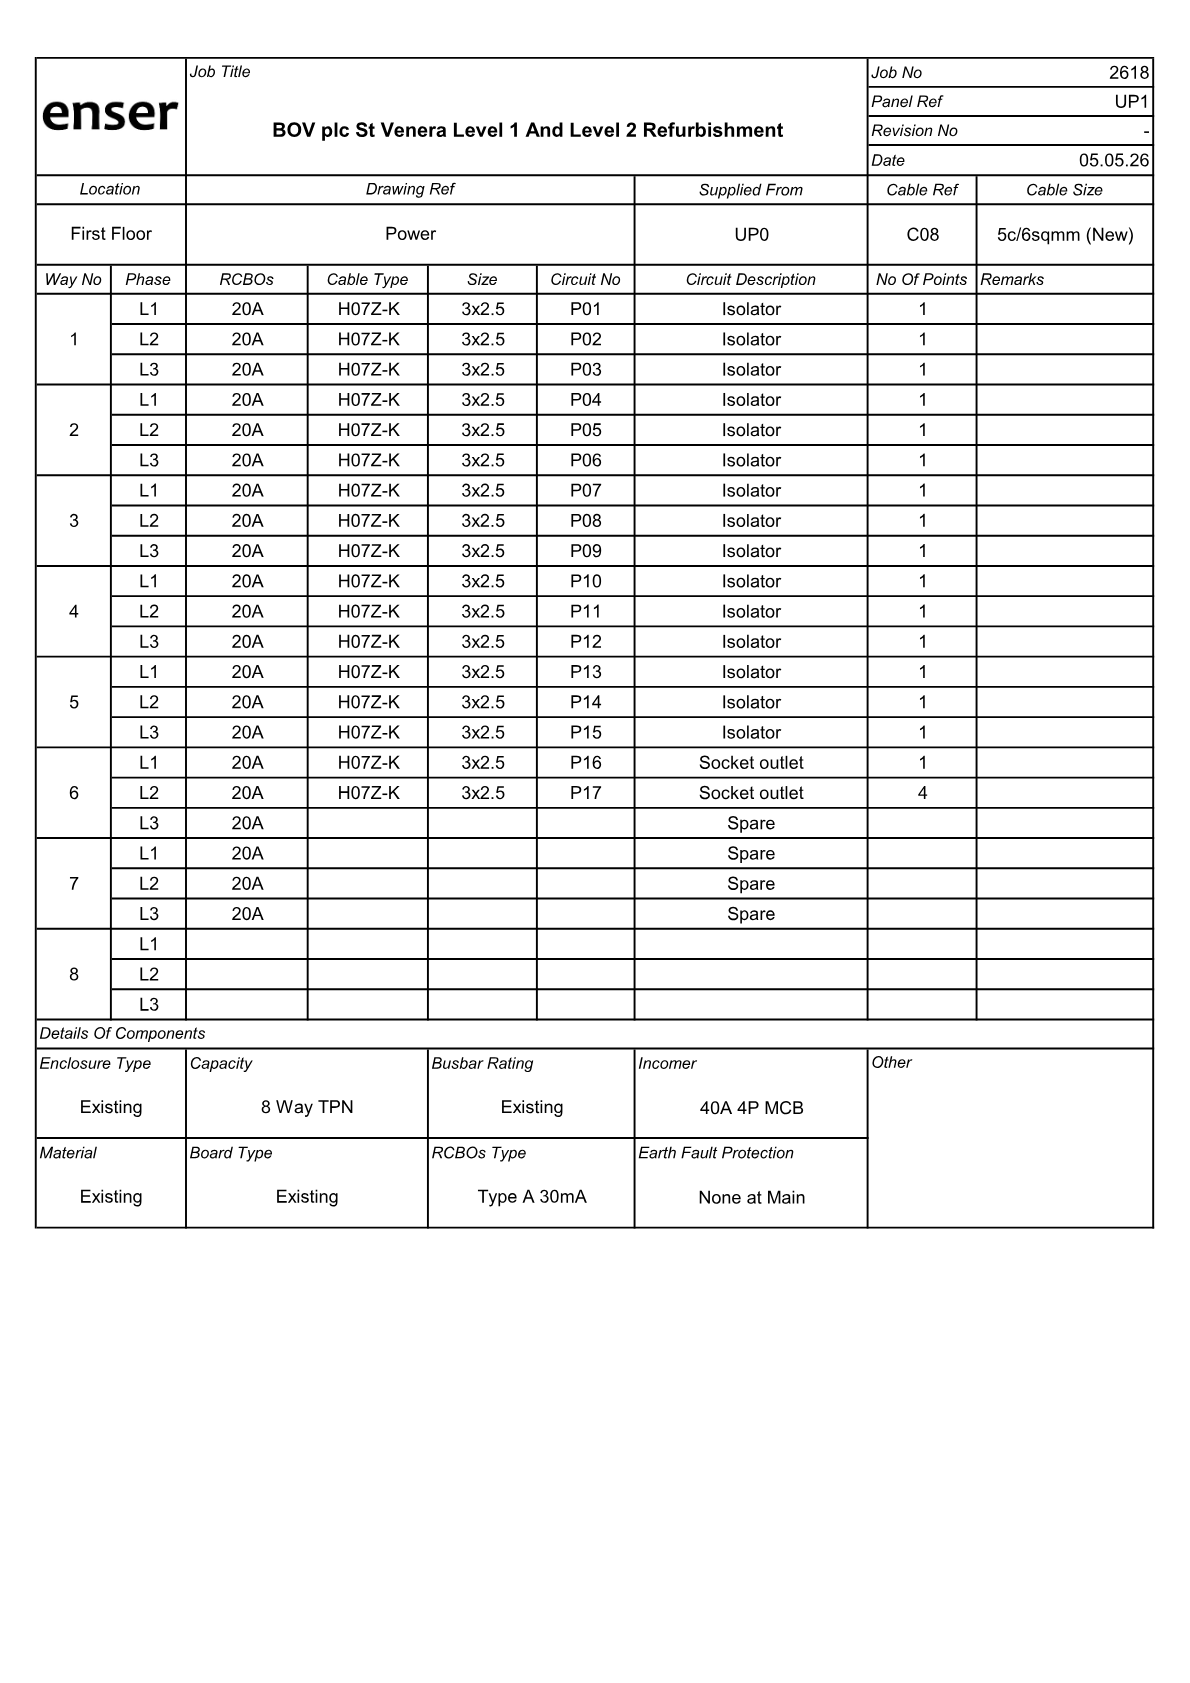 enser
Job Title
BOV plc St Venera Level 1 And Level 2 Refurbishment
Job No 2618
Panel Ref UP1
Revision No -
Date 05.05.26
Location Drawing Ref Supplied From Cable Ref Cable Size
First Floor Power UP0 C08 5c/6sqmm (New)
Way No Phase RCBOs Cable Type Size Circuit No Circuit Description No Of Points Remarks
1
L1 20A H07Z-K 3x2.5 P01 Isolator 1
L2 20A H07Z-K 3x2.5 P02 Isolator 1
L3 20A H07Z-K 3x2.5 P03 Isolator 1
2
L1 20A H07Z-K 3x2.5 P04 Isolator 1
L2 20A H07Z-K 3x2.5 P05 Isolator 1
L3 20A H07Z-K 3x2.5 P06 Isolator 1
3
L1 20A H07Z-K 3x2.5 P07 Isolator 1
L2 20A H07Z-K 3x2.5 P08 Isolator 1
L3 20A H07Z-K 3x2.5 P09 Isolator 1
4
L1 20A H07Z-K 3x2.5 P10 Isolator 1
L2 20A H07Z-K 3x2.5 P11 Isolator 1
L3 20A H07Z-K 3x2.5 P12 Isolator 1
5
L1 20A H07Z-K 3x2.5 P13 Isolator 1
L2 20A H07Z-K 3x2.5 P14 Isolator 1
L3 20A H07Z-K 3x2.5 P15 Isolator 1
6
L1 20A H07Z-K 3x2.5 P16 Socket outlet 1
L2 20A H07Z-K 3x2.5 P17 Socket outlet 4
L3 20A Spare
7
L1 20A Spare
L2 20A Spare
L3 20A Spare
8
L1
L2
L3
Details Of Components
Enclosure Type Capacity Busbar Rating Incomer Other
Existing 8 Way TPN Existing 40A 4P MCB
Material Board Type RCBOs Type Earth Fault Protection
Existing Existing Type A 30mA None at Main